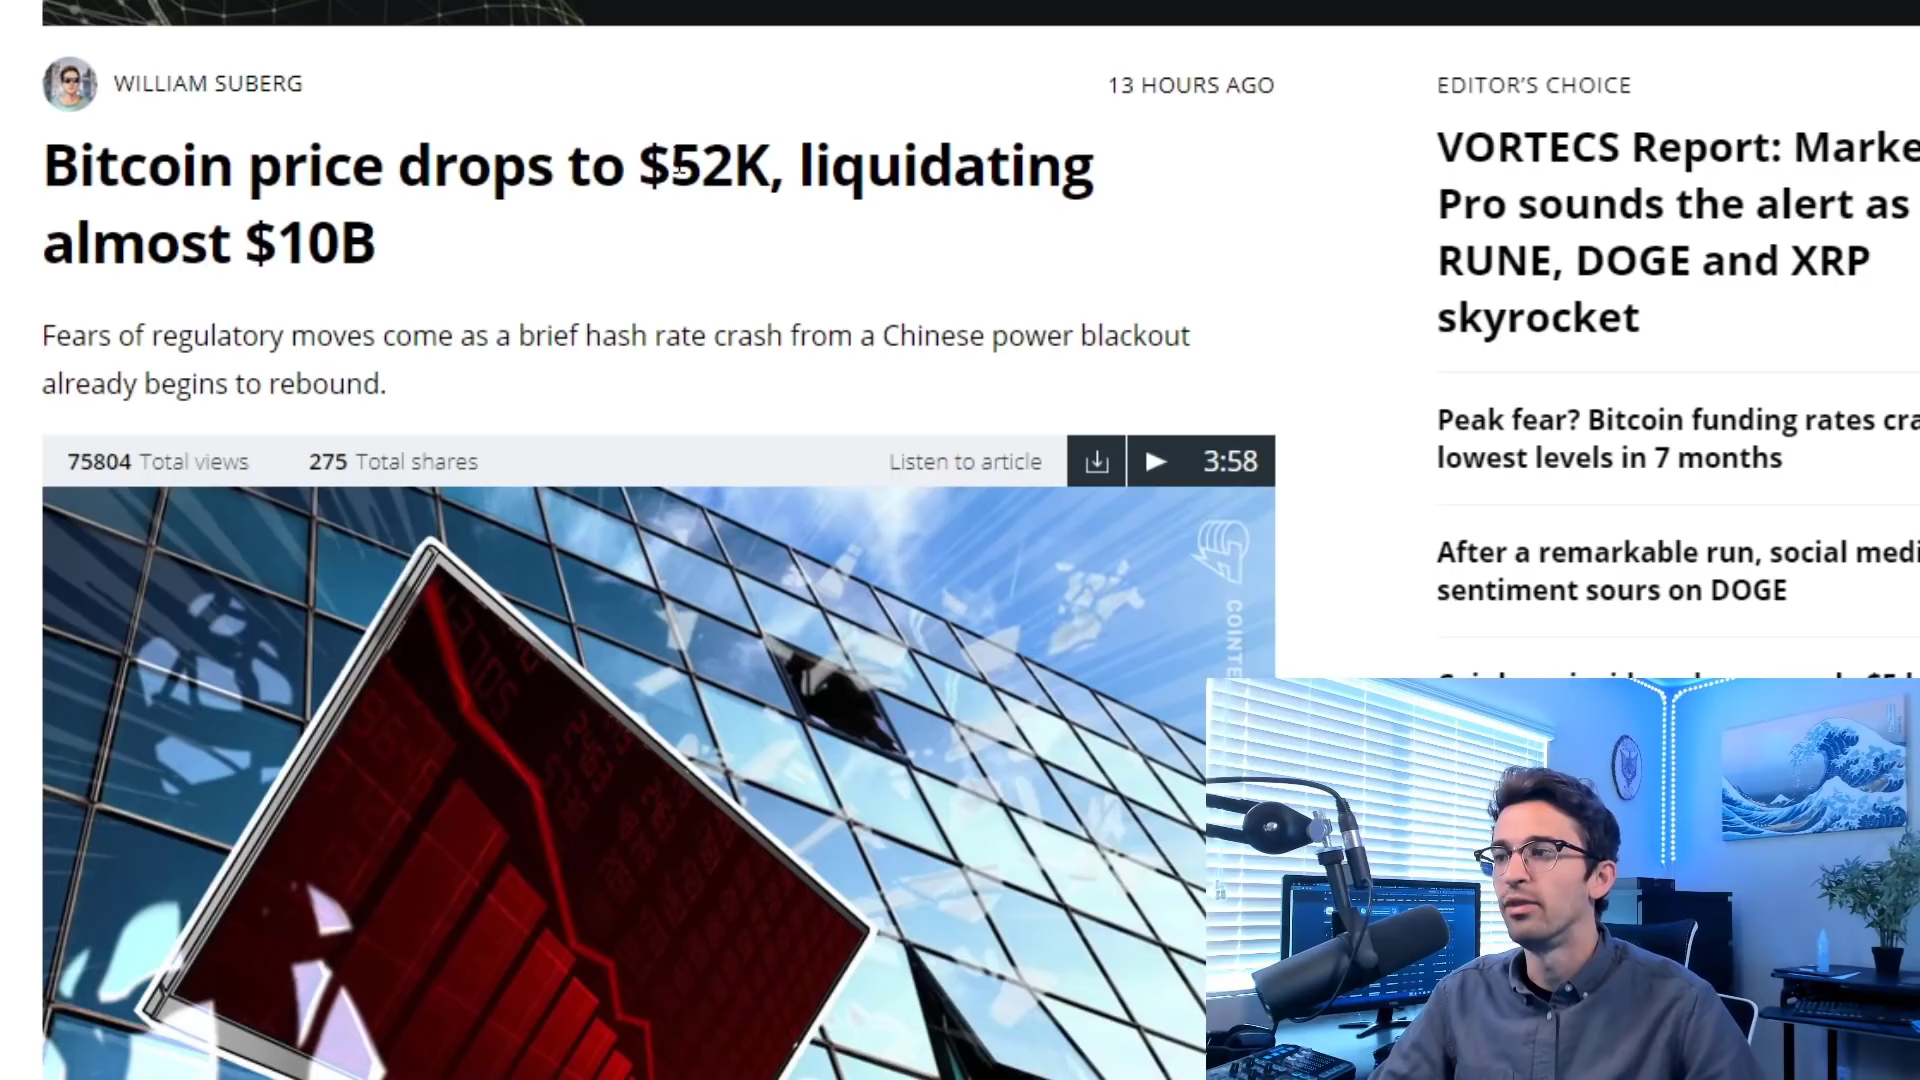 WILLIAM SUBERG
13 HOURS AGO
Bitcoin price drops to $52K, liquidating
almost $10B
Fears of regulatory moves come as a brief hash rate crash from a Chinese power blackout
already begins to rebound.
75804 Total views
275 Total shares
Listen to article
3:58
COINTE
EDITOR'S CHOICE
VORTECS Report: Marke
Pro sounds the alert as
RUNE, DOGE and XRP
skyrocket
Peak fear? Bitcoin funding rates cra
lowest levels in 7 months
After a remarkable run, social medi
sentiment sours on DOGE